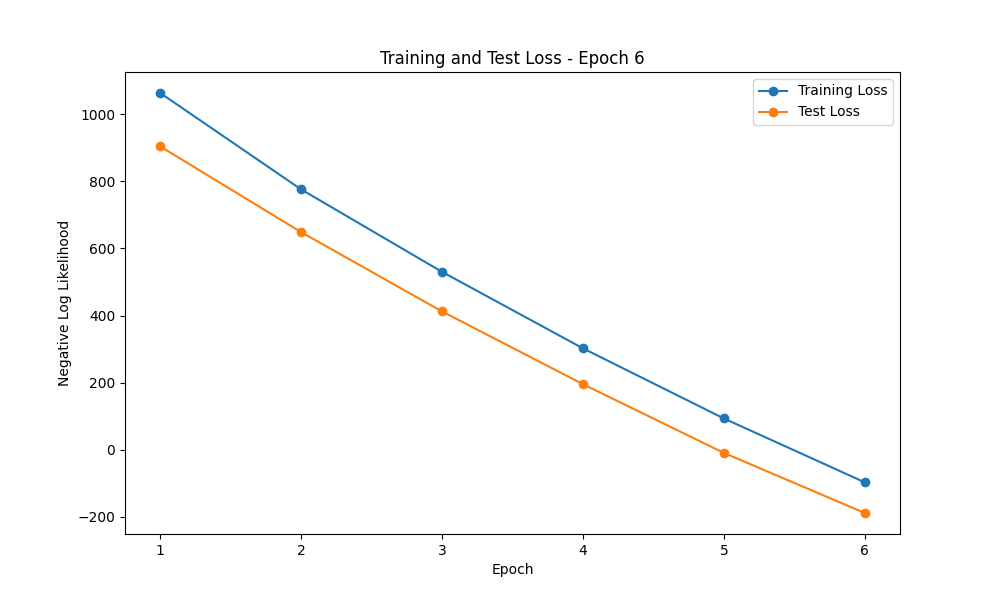 Training and Test Loss - Epoch 6
Training Loss
Test Loss
Negative Log Likelihood
1000
800
600
400
200
0
−200
1 2 3 4 5 6
Epoch